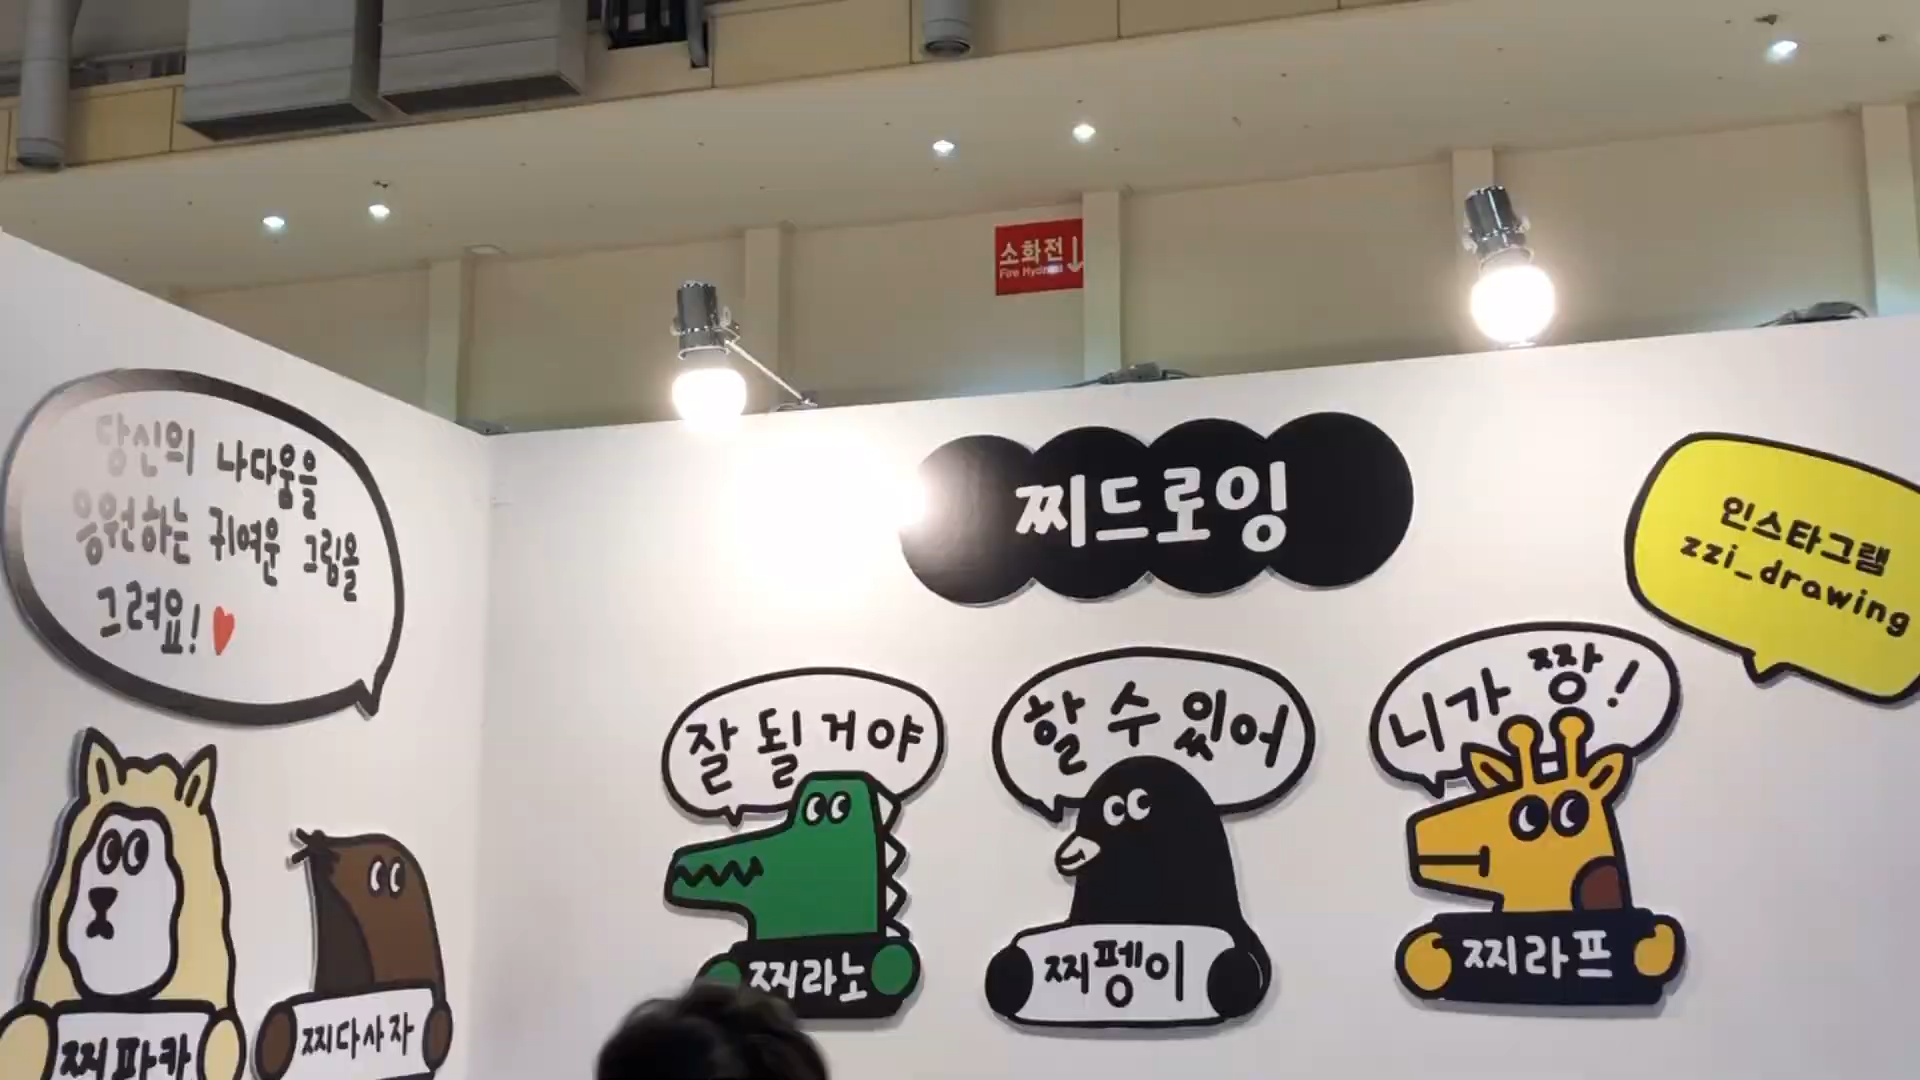 소화전
Fire Hydrant
당신의 나다움을
응원하는 귀여운 그림을
그려요!
찌드로잉
인스타그램
zzi_drawing
잘 될 거야
할 수 있어
니가 짱!
찌파카
찌다사자
찌라노
찌펭이
찌라프